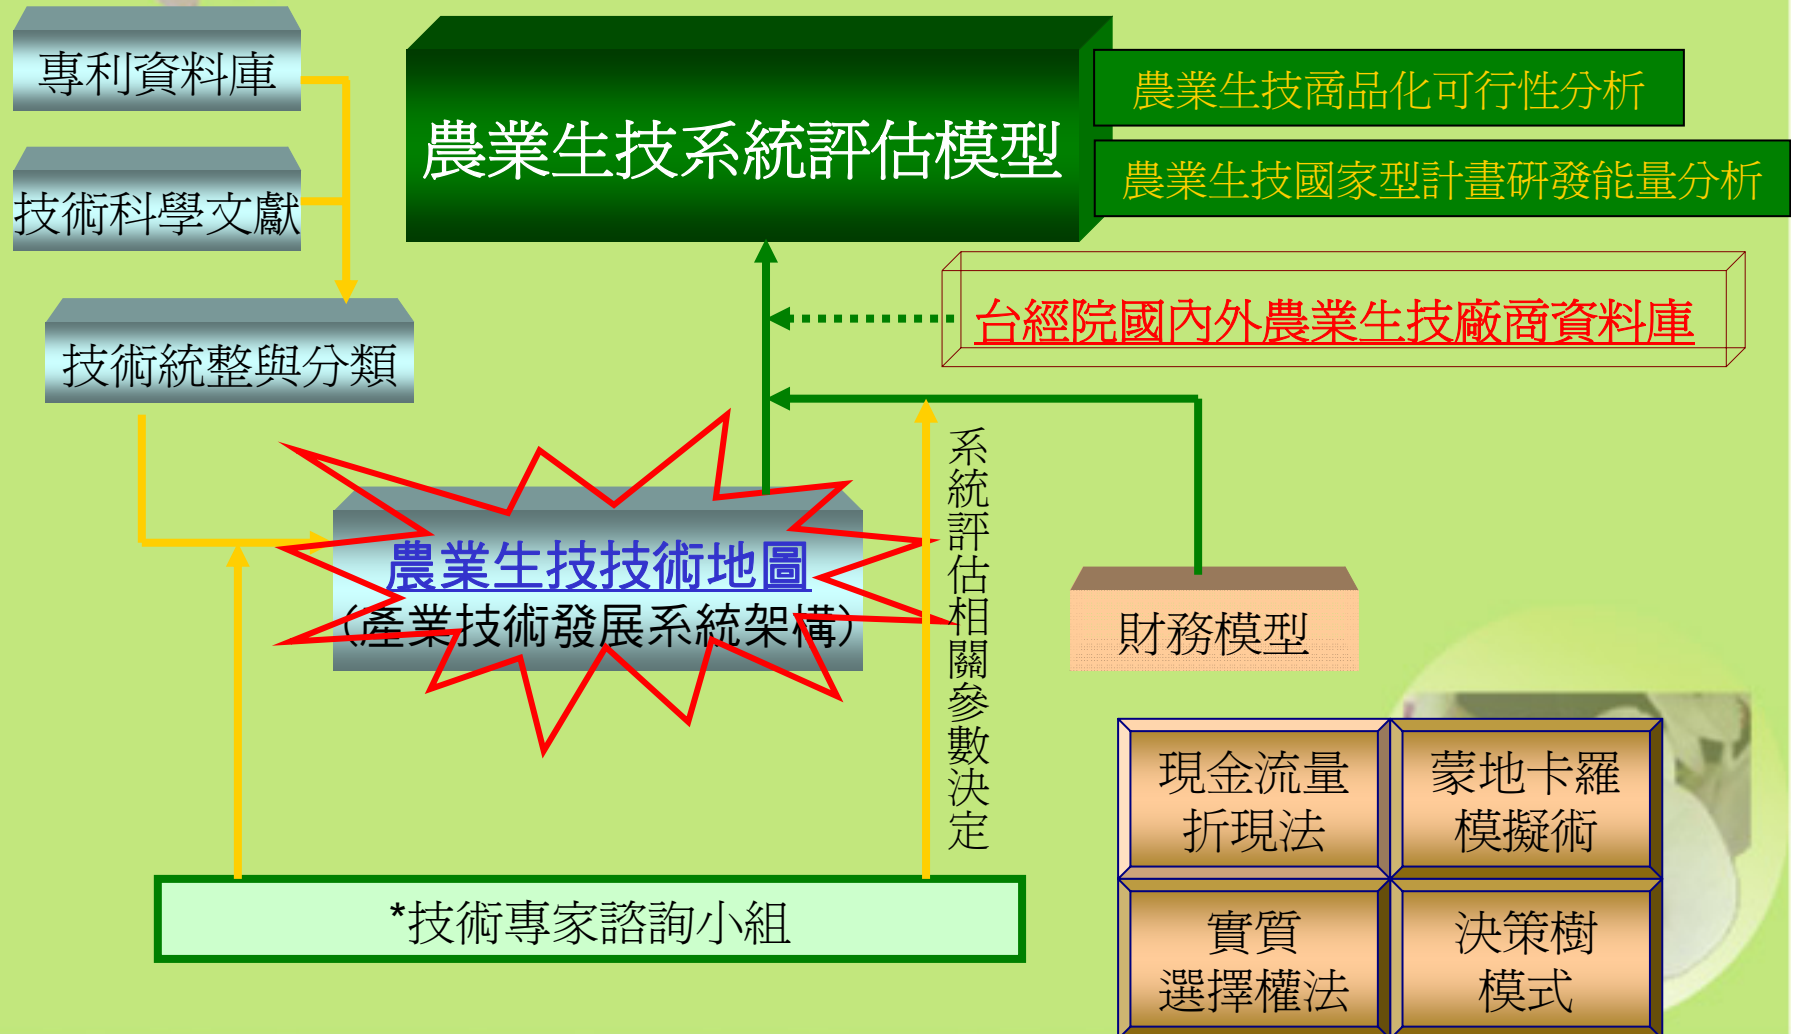 專利資料庫
技術科學文獻
技術統整與分類
農業生技系統評估模型
農業生技商品化可行性分析
農業生技國家型計畫研發能量分析
台經院國內外農業生技廠商資料庫
農業生技技術地圖
(產業技術發展系統架構)
系統評估相關參數決定
財務模型
現金流量
折現法
蒙地卡羅
模擬術
實質
選擇權法
決策樹
模式
*技術專家諮詢小組